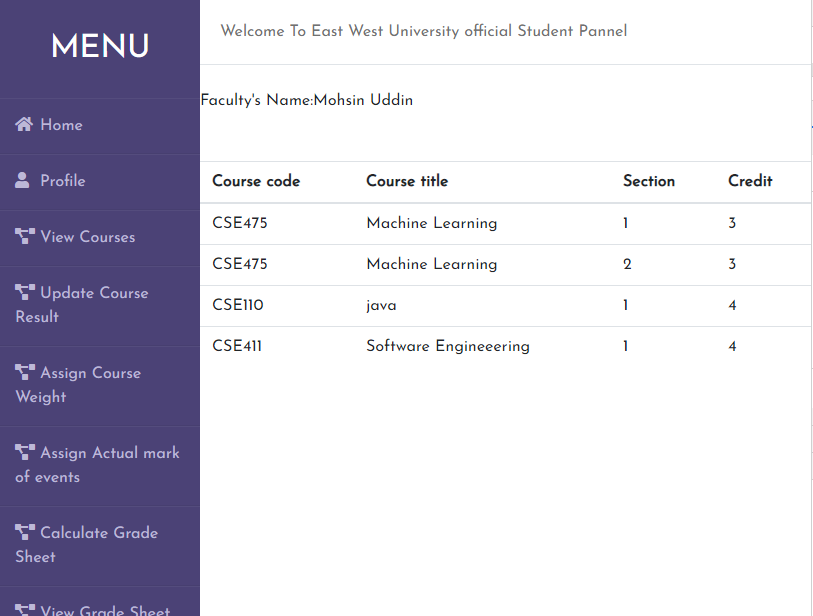 MENU
Home
Profile
View Courses
Update Course
Result
Assign Course
Weight
Assign Actual mark
of events
Calculate Grade
Sheet
View Grade Sheet
Welcome To East West University official Student Pannel
Faculty's Name:Mohsin Uddin
Course code Course title Section Credit
CSE475 Machine Learning 1 3
CSE475 Machine Learning 2 3
CSE110 java 1 4
CSE411 Software Engineeering 1 4